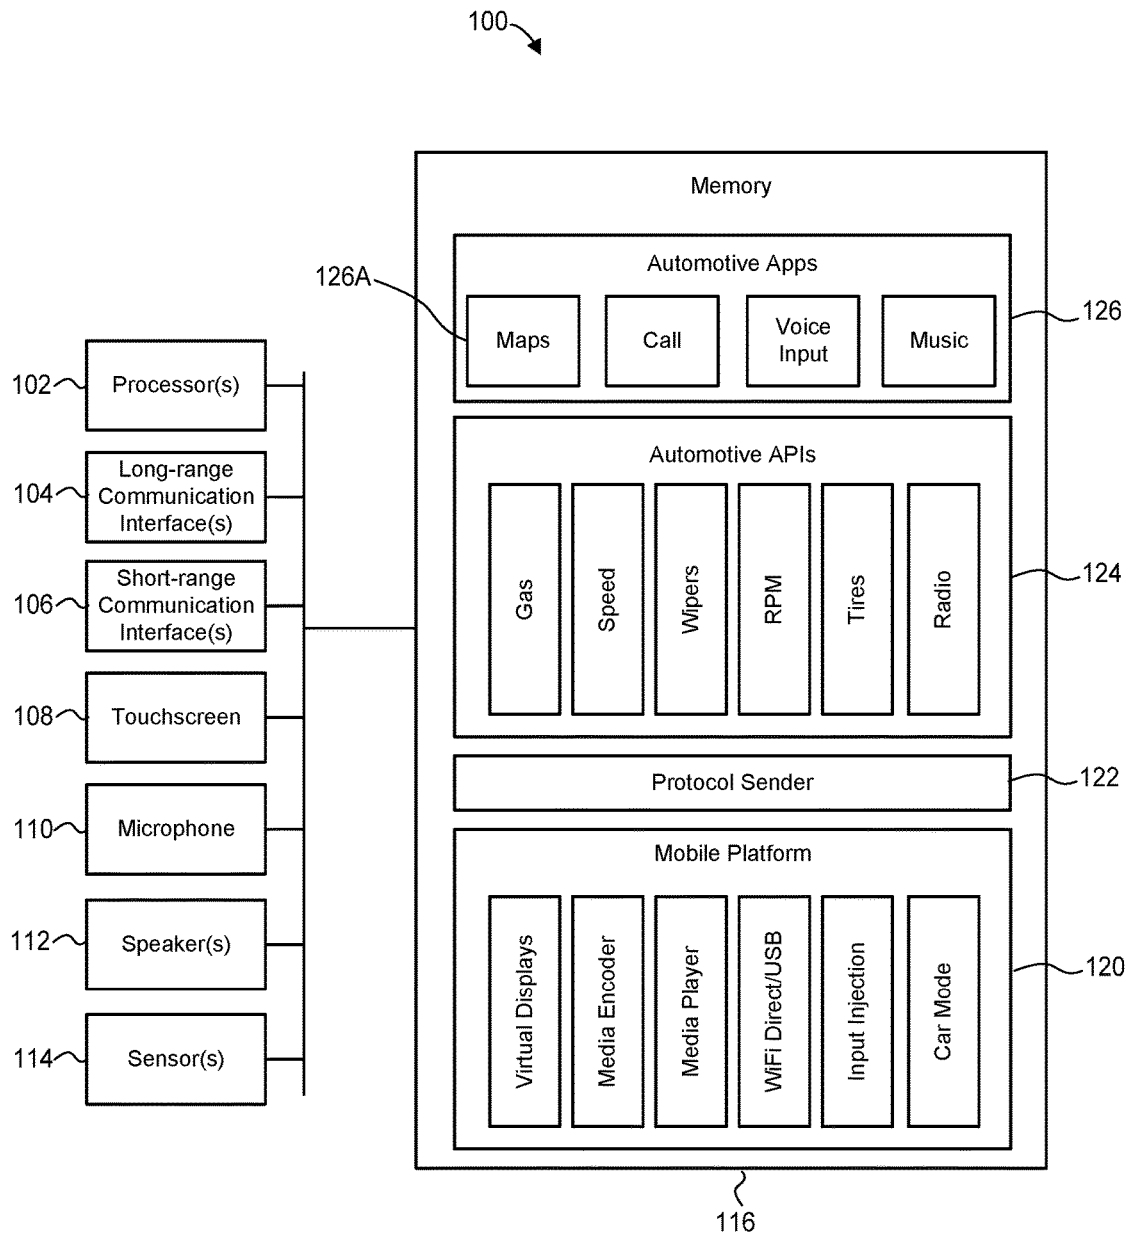 100
Memory
Automotive Apps
126A
126
Maps
Call
Voice
Input
Music
102
Processor(s)
104
Long-range
Communication
Interface(s)
106
Short-range
Communication
Interface(s)
108
Touchscreen
110
Microphone
112
Speaker(s)
114
Sensor(s)
Automotive APIs
Gas
Speed
Wipers
RPM
Tires
Radio
124
Protocol Sender
122
Mobile Platform
Virtual Displays
Media Encoder
Media Player
WiFi Direct/USB
Input Injection
Car Mode
120
116